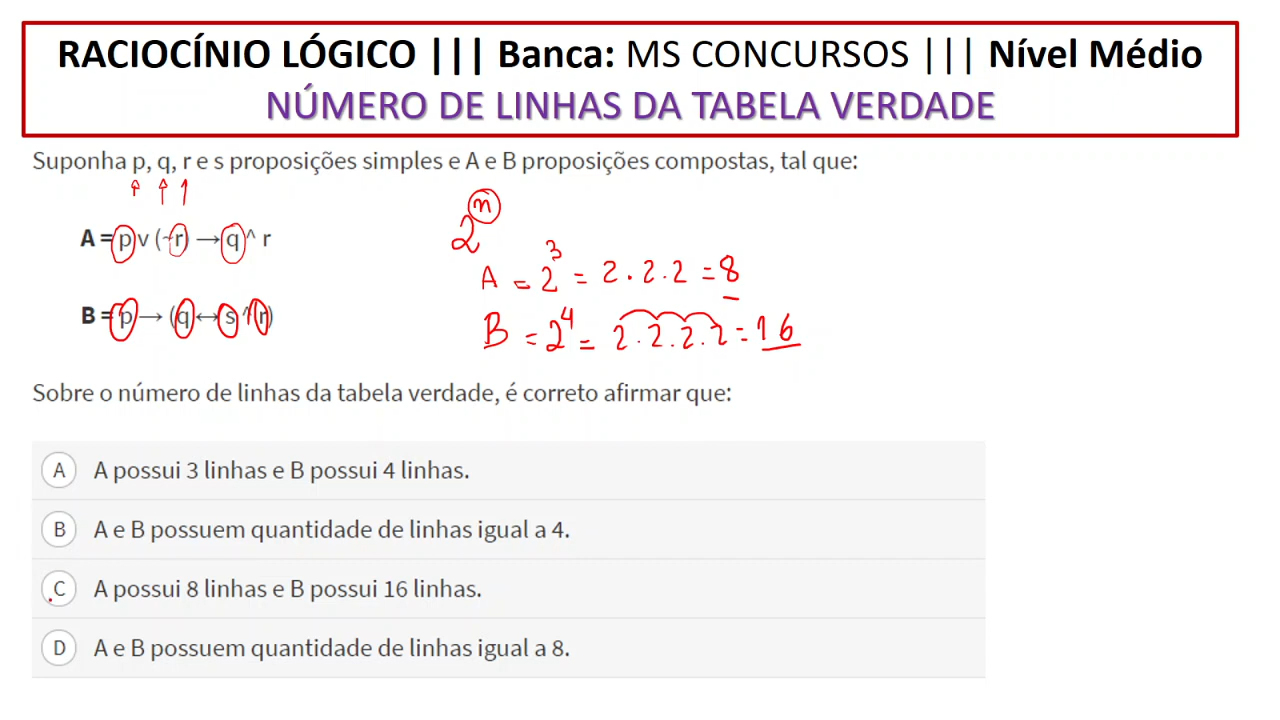 RACIOCÍNIO LÓGICO ||| Banca: MS CONCURSOS ||| Nível Médio
NÚMERO DE LINHAS DA TABELA VERDADE
Suponha p, q, r e s proposições simples e A e B proposições compostas, tal que:
2^n
A = p v (~r) → q ^ r
A = 2^3 = 2 . 2 . 2 = 8
B = p → (q ↔ s ^ r)
B = 2^4 = 2 . 2 . 2 . 2 = 16
Sobre o número de linhas da tabela verdade, é correto afirmar que:
A A possui 3 linhas e B possui 4 linhas.
B A e B possuem quantidade de linhas igual a 4.
C A possui 8 linhas e B possui 16 linhas.
D A e B possuem quantidade de linhas igual a 8.